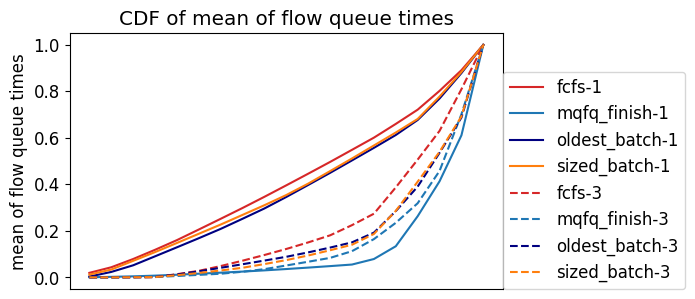 CDF of mean of flow queue times
mean of flow queue times
1.0
0.8
0.6
0.4
0.2
0.0
fcfs-1
mqfq_finish-1
oldest_batch-1
sized_batch-1
fcfs-3
mqfq_finish-3
oldest_batch-3
sized_batch-3